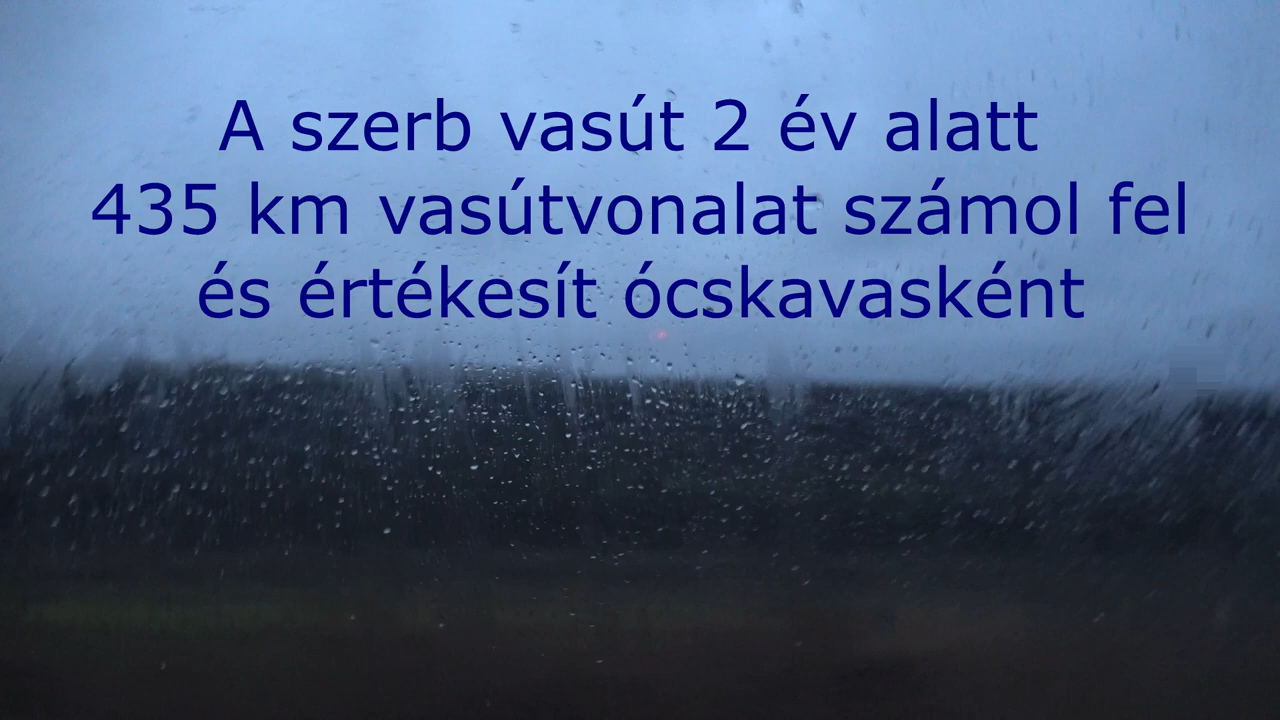 A szerb vasút 2 év alatt
435 km vasútvonalat számol fel
és értékesít ócskavasként